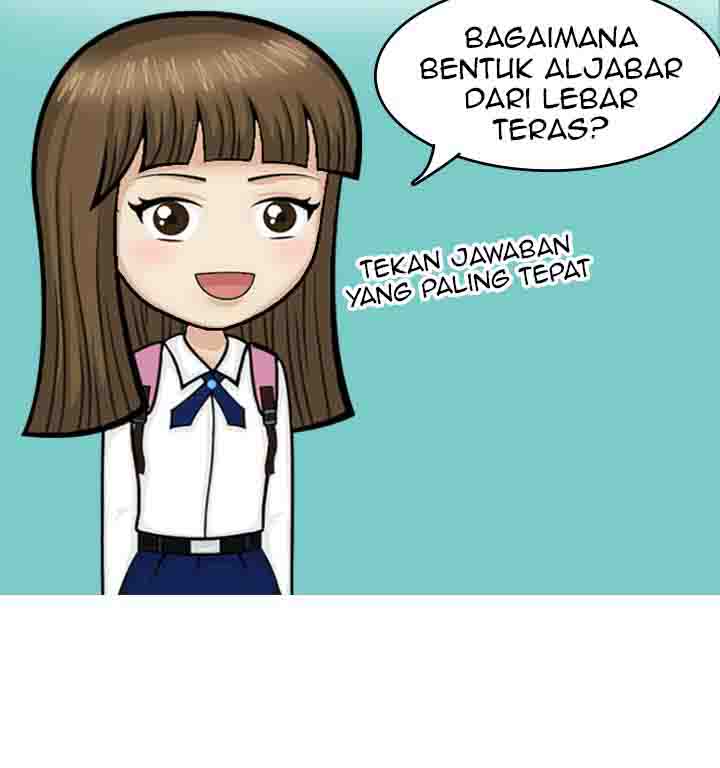 BAGAIMANA
BENTUK ALJABAR
DARI LEBAR
TERAS?
TEKAN JAWABAN
YANG PALING TEPAT